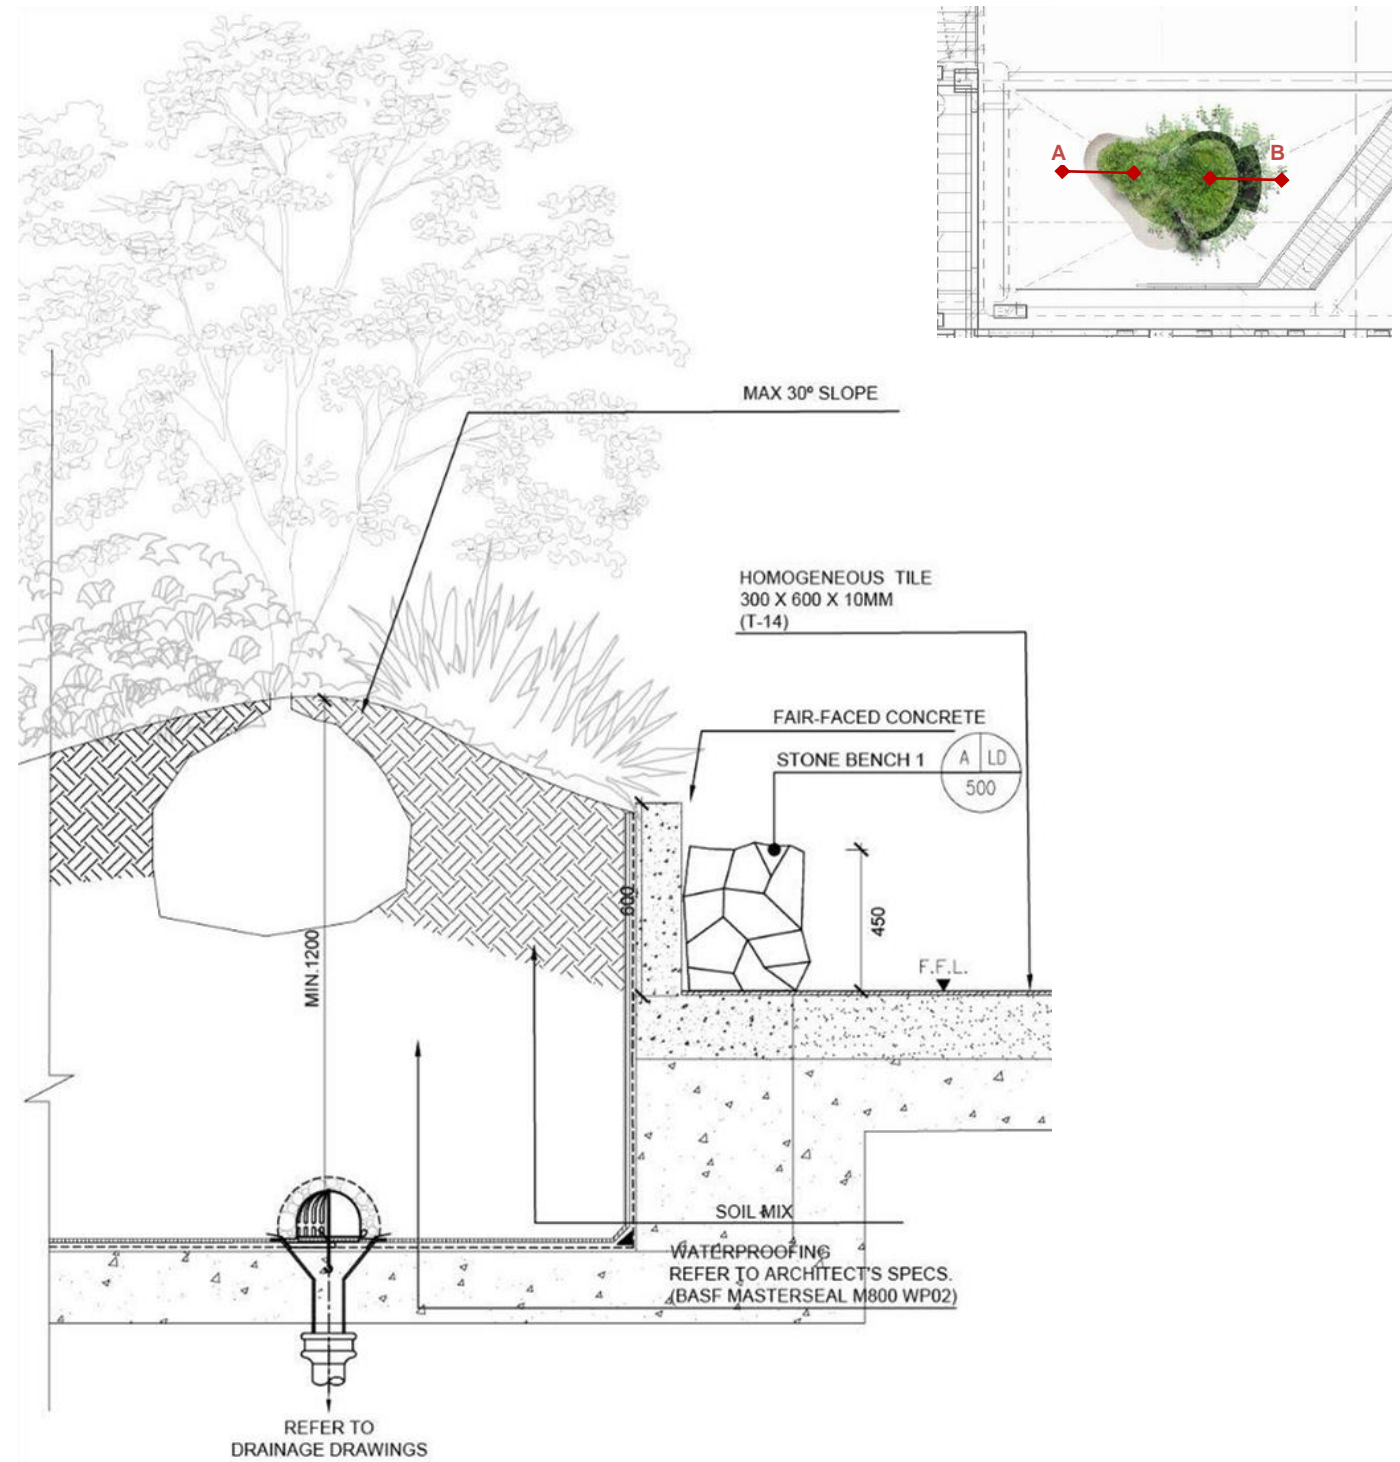 A
B
MAX 30º SLOPE
HOMOGENEOUS TILE
300 X 600 X 10MM
(T-14)
FAIR-FACED CONCRETE
STONE BENCH 1
A LD
500
600
450
F.F.L.
MIN.1200
SOIL MIX
WATERPROOFING
REFER TO ARCHITECT'S SPECS.
(BASF MASTERSEAL M800 WP02)
REFER TO
DRAINAGE DRAWINGS